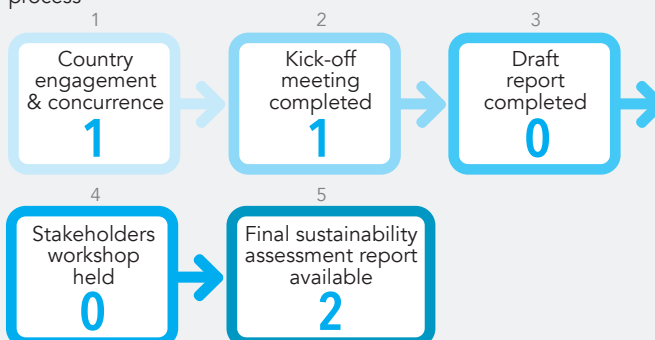 process
1
Country
engagement
& concurrence
1
2
Kick-off
meeting
completed
1
3
Draft
report
completed
0
4
Stakeholders
workshop
held
0
5
Final sustainability
assessment report
available
2